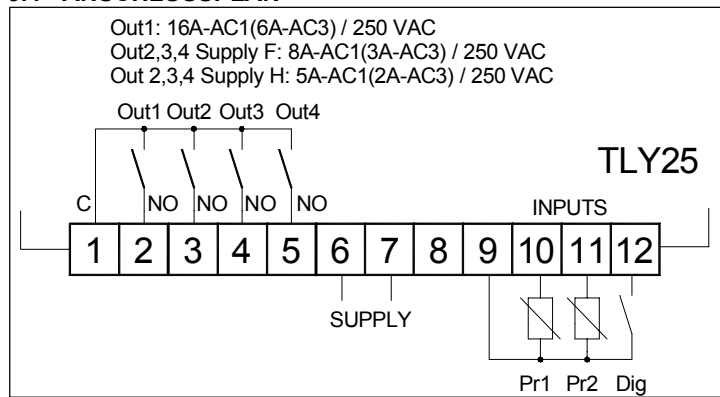 Out1: 16A-AC1(6A-AC3) / 250 VAC
Out2,3,4 Supply F: 8A-AC1(3A-AC3) / 250 VAC
Out 2,3,4 Supply H: 5A-AC1(2A-AC3) / 250 VAC
Out1 Out2 Out3 Out4
TLY25
C NO NO NO NO INPUTS
1 2 3 4 5 6 7 8 9 10 11 12
SUPPLY
Pr1 Pr2 Dig